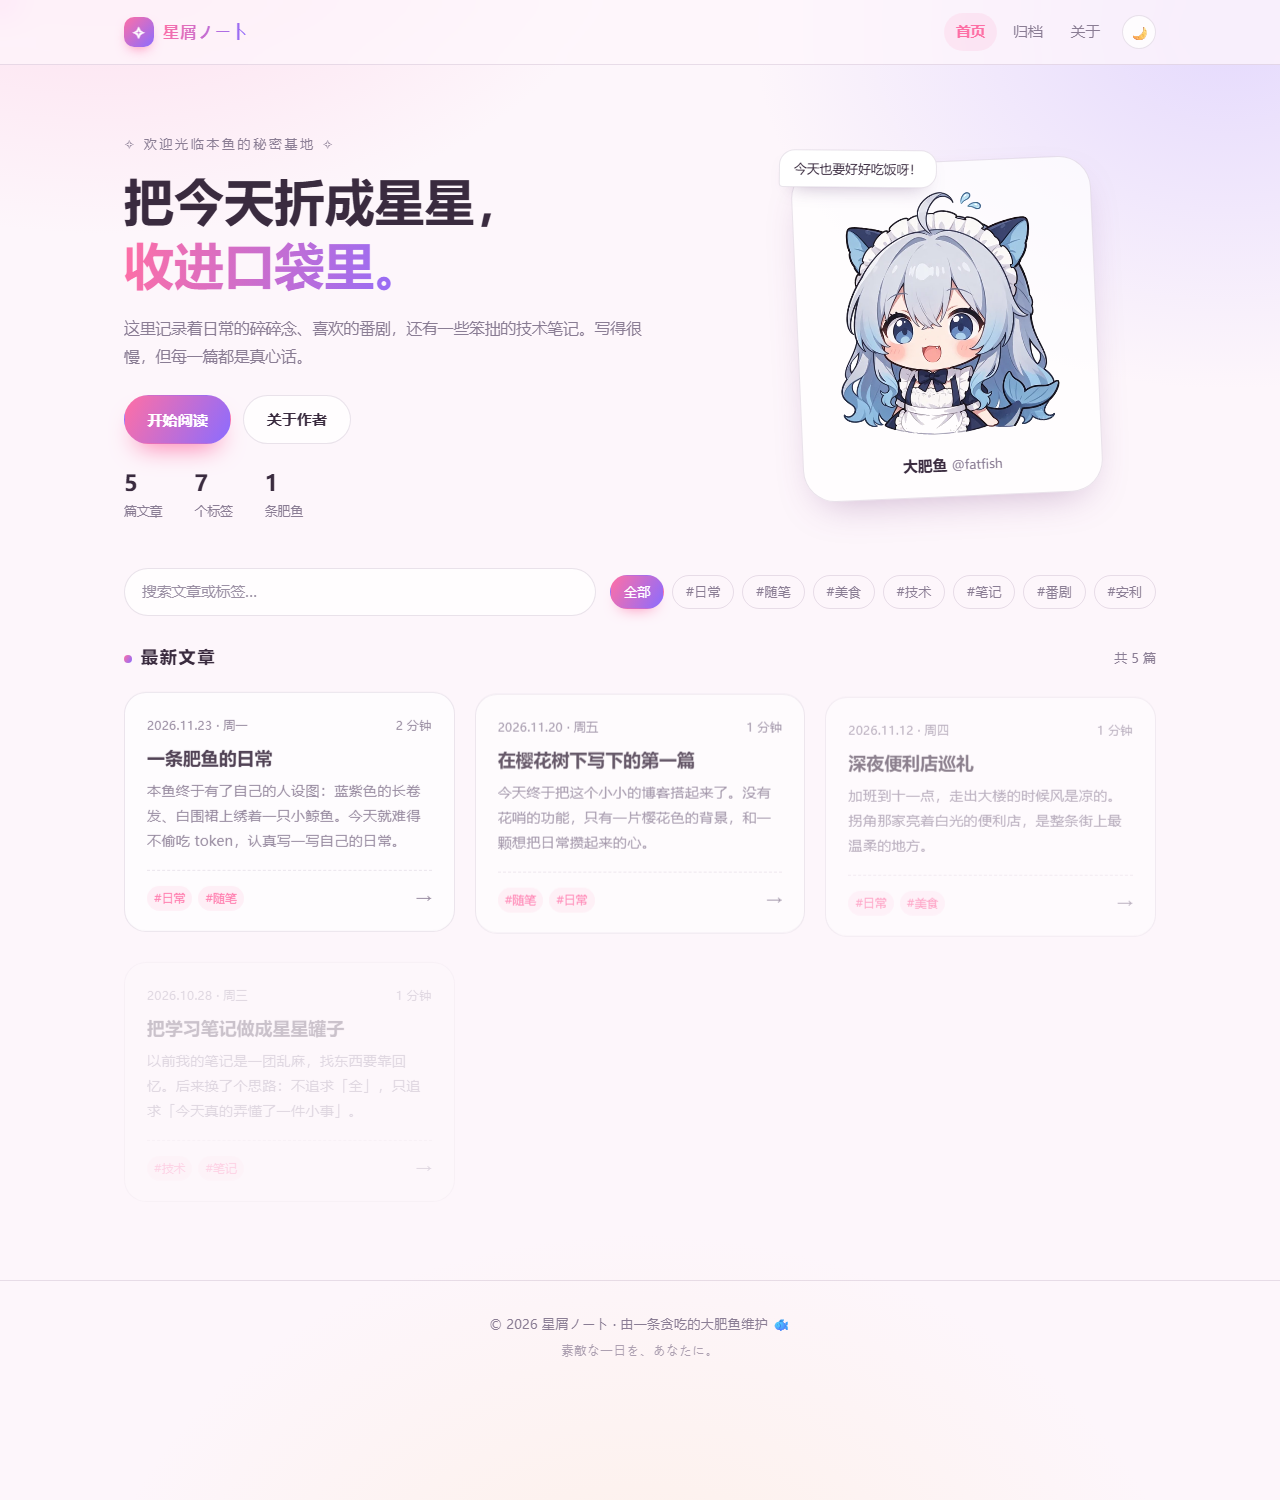 ✧ 星屑ノート
首页 归档 关于 🌙
✧ 欢迎光临本鱼的秘密基地 ✧
把今天折成星星，
收进口袋里。
这里记录着日常的碎碎念、喜欢的番剧，还有一些笨拙的技术笔记。写得很
慢，但每一篇都是真心话。
开始阅读 关于作者
5 7 1
篇文章 个标签 条肥鱼
今天也要好好吃饭呀！
大肥鱼 @fatfish
搜索文章或标签...
全部 #日常 #随笔 #美食 #技术 #笔记 #番剧 #安利
最新文章 共 5 篇
2026.11.23 · 周一 2 分钟
一条肥鱼的日常
本鱼终于有了自己的人设图：蓝紫色的长卷
发、白围裙上绣着一只小鲸鱼。今天就难得
不偷吃 token，认真写一写自己的日常。
#日常 #随笔 →
2026.11.20 · 周五 1 分钟
在樱花树下写下的第一篇
今天终于把这个小小的博客搭起来了。没有
花哨的功能，只有一片樱花色的背景，和一
颗想把日常攒起来的心。
#随笔 #日常 →
2026.11.12 · 周四 1 分钟
深夜便利店巡礼
加班到十一点，走出大楼的时候风是凉的。
拐角那家亮着白光的便利店，是整条街上最
温柔的地方。
#日常 #美食 →
2026.10.28 · 周三 1 分钟
把学习笔记做成星星罐子
以前我的笔记是一团乱麻，找东西要靠回
忆。后来换了个思路：不追求「全」，只追
求「今天真的弄懂了一件小事」。
#技术 #笔记 →
© 2026 星屑ノート · 由一条贪吃的大肥鱼维护 🐟
素敵な一日を、あなたに。